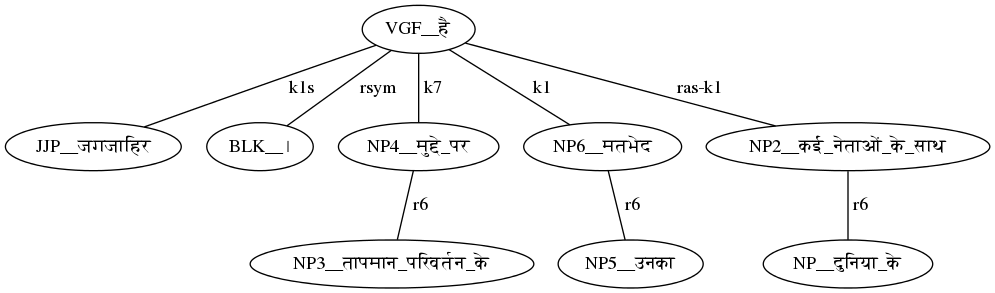 VGF__है
k1s rsym k7 k1 ras-k1
JJP__जगजाहिर BLK__। NP4__मुद्दे_पर NP6__मतभेद NP2__कई_नेताओं_के_साथ
r6 r6 r6
NP3__तापमान_परिवर्तन_के NP5__उनका NP__दुनिया_के